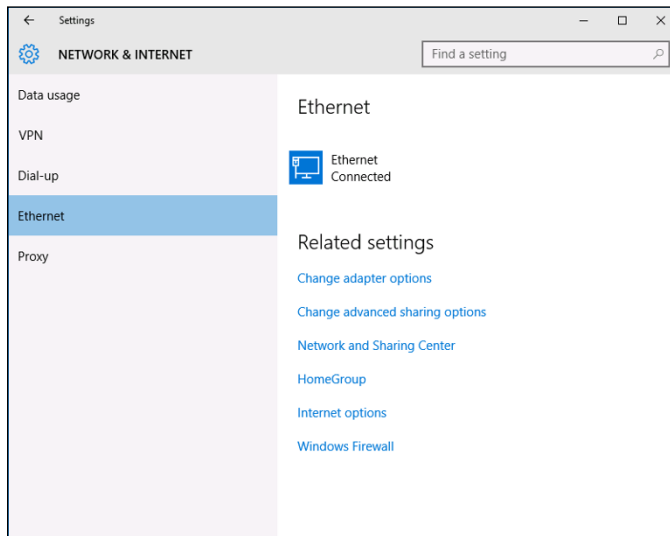 Settings
NETWORK & INTERNET
Find a setting
Data usage
VPN
Dial-up
Ethernet
Proxy
Ethernet
Ethernet
Connected
Related settings
Change adapter options
Change advanced sharing options
Network and Sharing Center
HomeGroup
Internet options
Windows Firewall